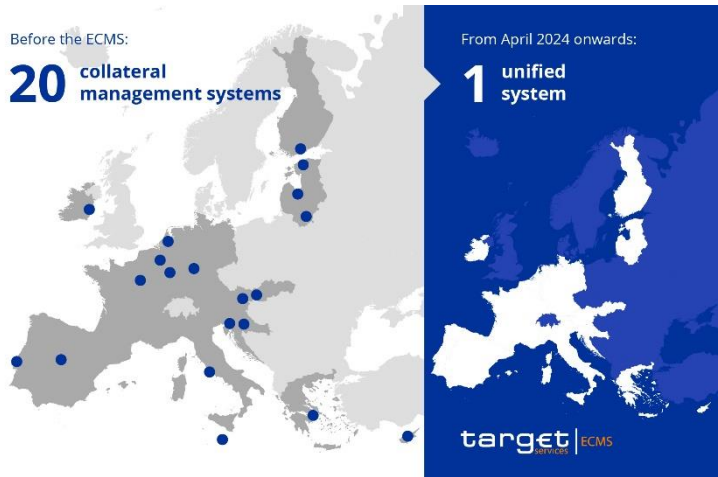 Before the ECMS:
20 collateral
management systems
From April 2024 onwards:
1 unified
system
target
services
ECMS